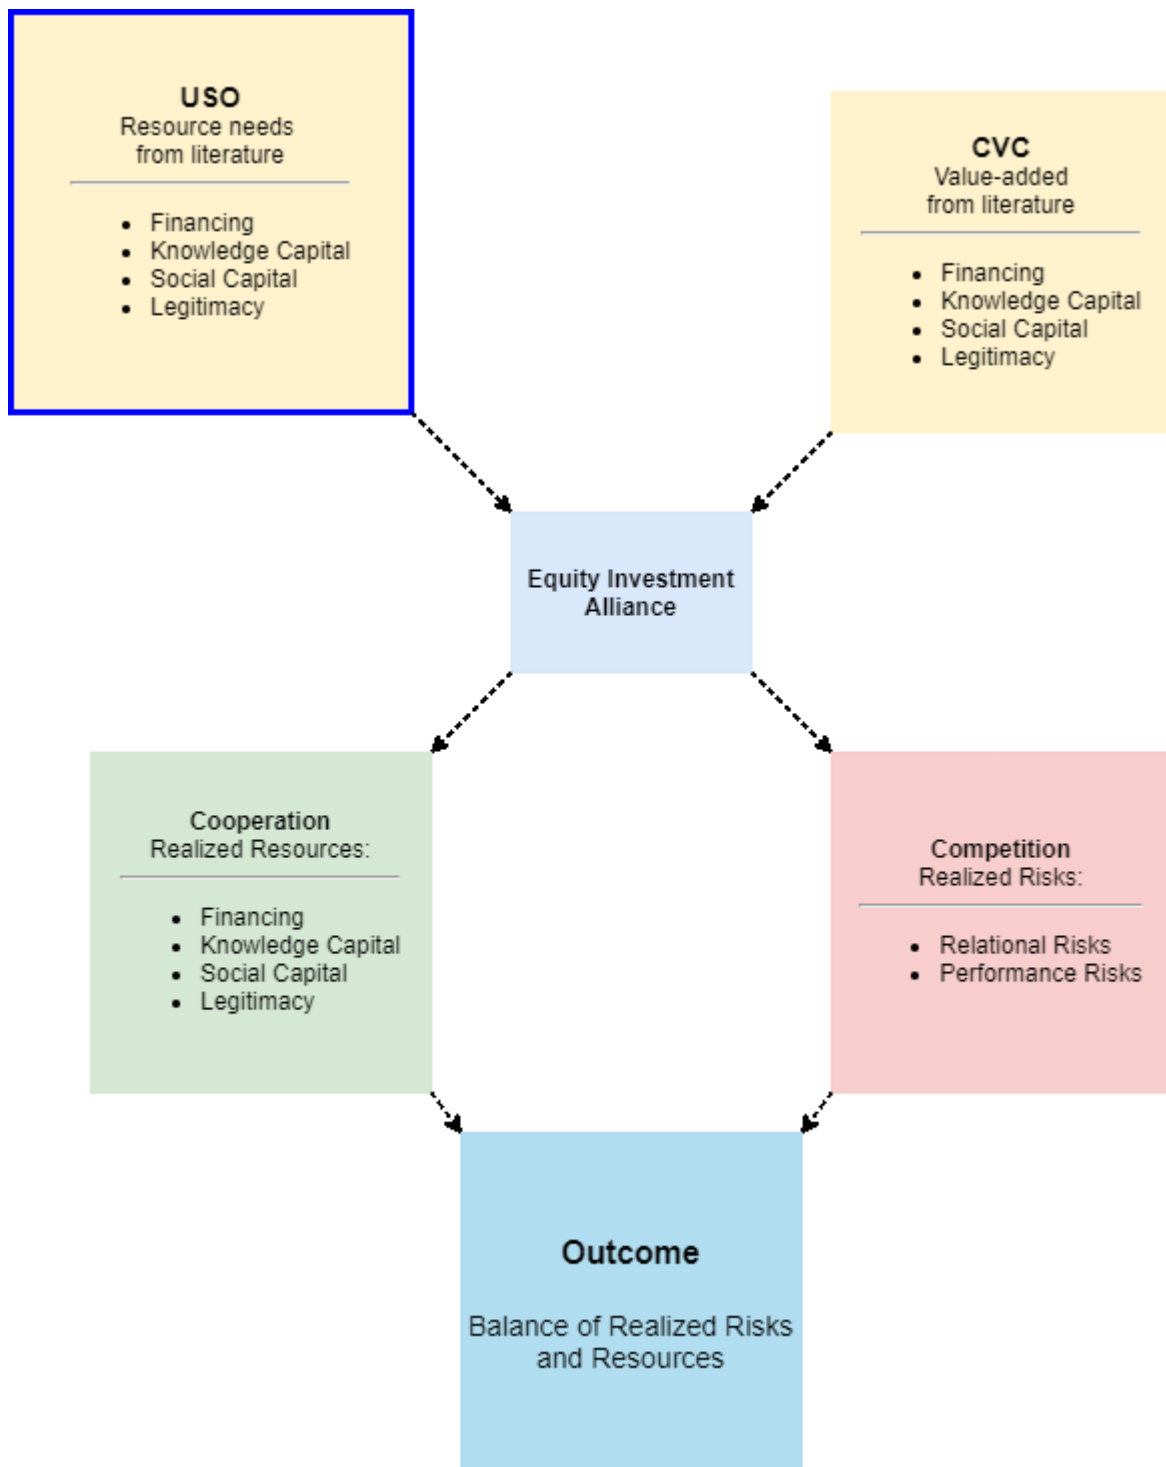 USO
Resource needs
from literature
• Financing
• Knowledge Capital
• Social Capital
• Legitimacy
CVC
Value-added
from literature
• Financing
• Knowledge Capital
• Social Capital
• Legitimacy
Equity Investment
Alliance
Cooperation
Realized Resources:
• Financing
• Knowledge Capital
• Social Capital
• Legitimacy
Competition
Realized Risks:
• Relational Risks
• Performance Risks
Outcome
Balance of Realized Risks
and Resources